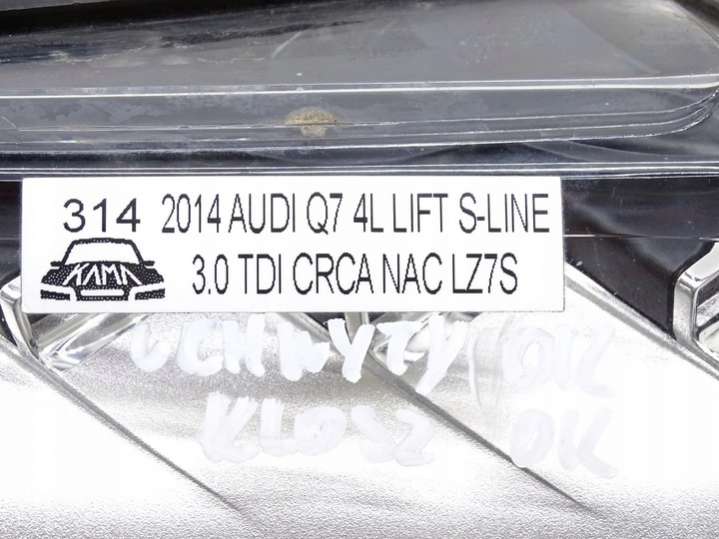 314 2014 AUDI Q7 4L LIFT S-LINE
KAMA 3.0 TDI CRCA NAC LZ7S
UCHWYTY OK
KLOSZ OK